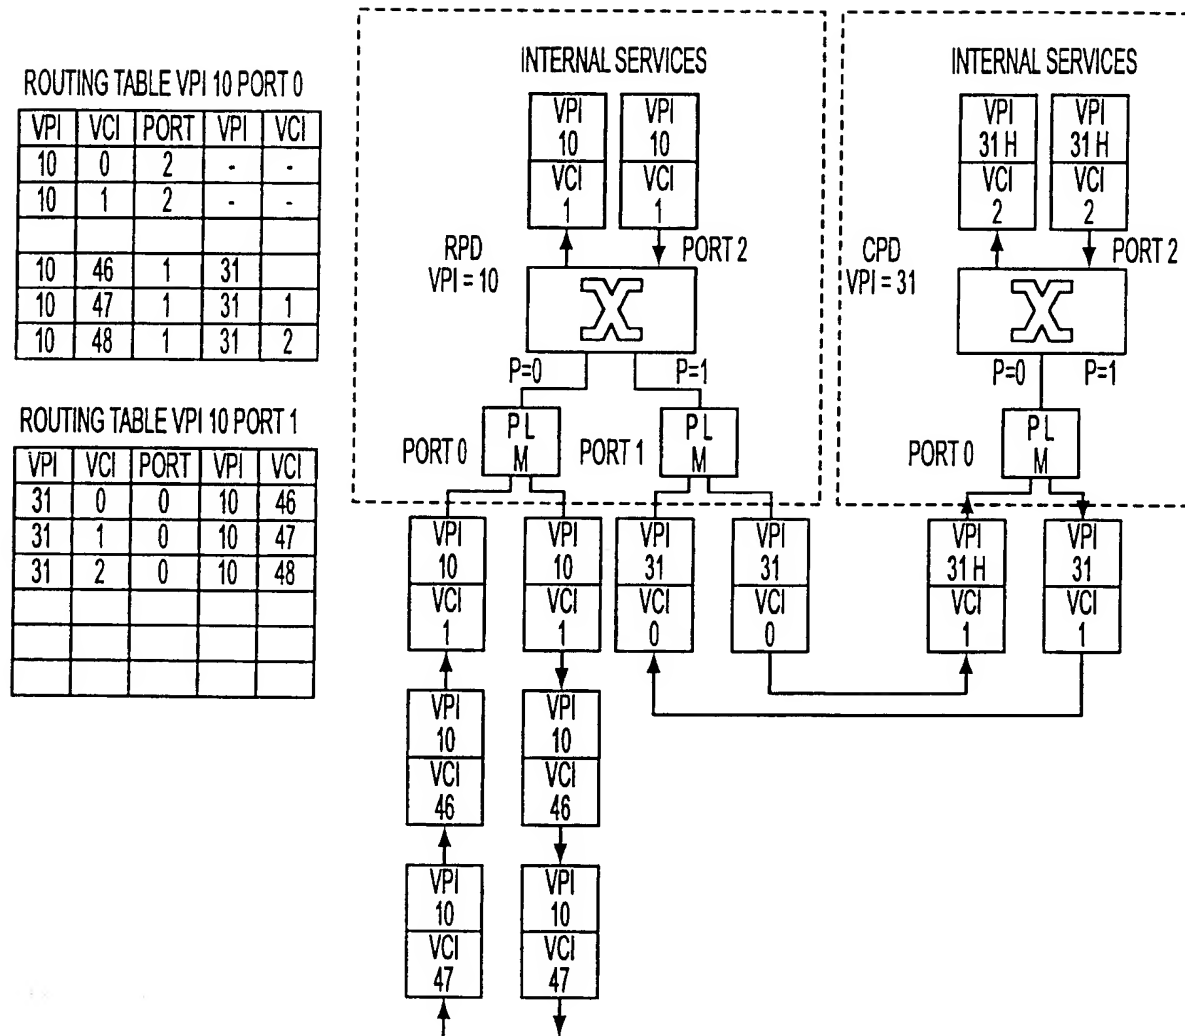 ROUTING TABLE VPI 10 PORT 0
VPI VCI PORT VPI VCI
10 0 2 - -
10 1 2 - -
10 46 1 31
10 47 1 31 1
10 48 1 31 2
ROUTING TABLE VPI 10 PORT 1
VPI VCI PORT VPI VCI
31 0 0 10 46
31 1 0 10 47
31 2 0 10 48
INTERNAL SERVICES
VPI
10
VCI
1
VPI
10
VCI
1
RPD
VPI = 10
PORT 2
X
P=0
P=1
PORT 0
P L
M
PORT 1
P L
M
VPI
10
VCI
1
VPI
10
VCI
1
VPI
31
VCI
0
VPI
31
VCI
0
VPI
10
VCI
46
VPI
10
VCI
46
VPI
10
VCI
47
VPI
10
VCI
47
INTERNAL SERVICES
VPI
31 H
VCI
2
VPI
31 H
VCI
2
CPD
VPI = 31
PORT 2
X
P=0
P=1
PORT 0
P L
M
VPI
31 H
VCI
1
VPI
31
VCI
1